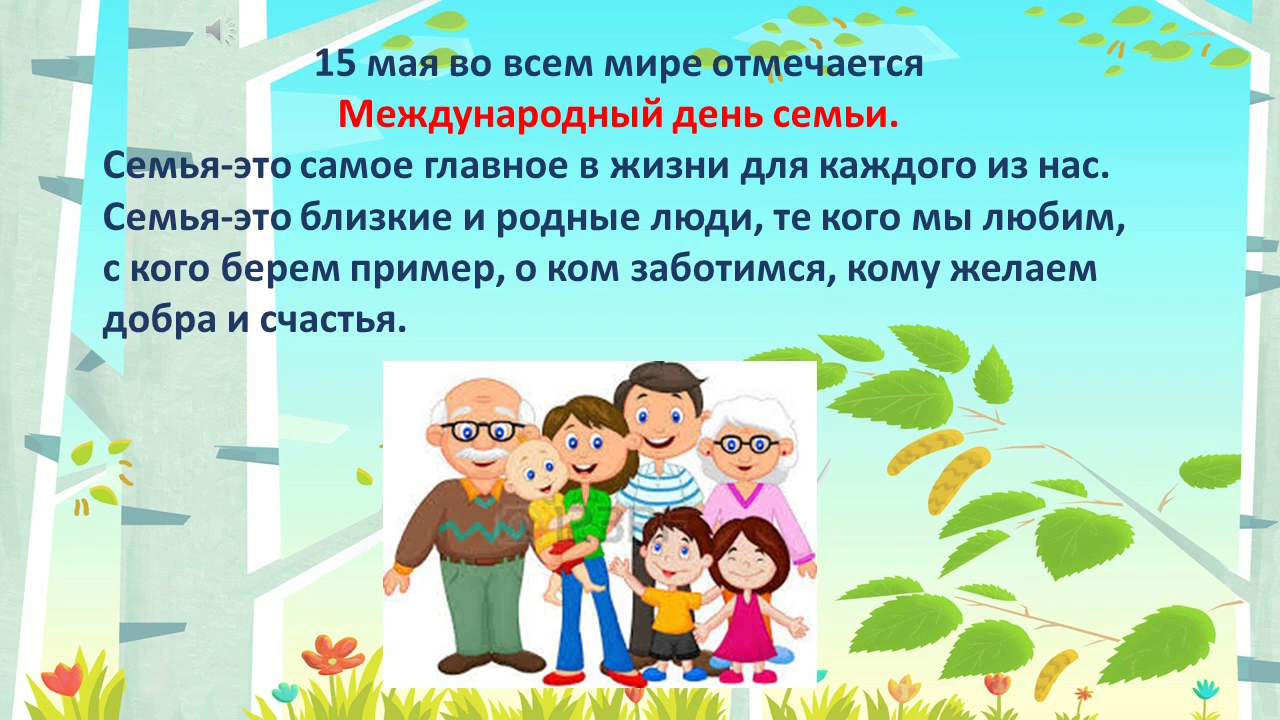 15 мая во всем мире отмечается
Международный день семьи.
Семья-это самое главное в жизни для каждого из нас.
Семья-это близкие и родные люди, те кого мы любим,
с кого берем пример, о ком заботимся, кому желаем
добра и счастья.